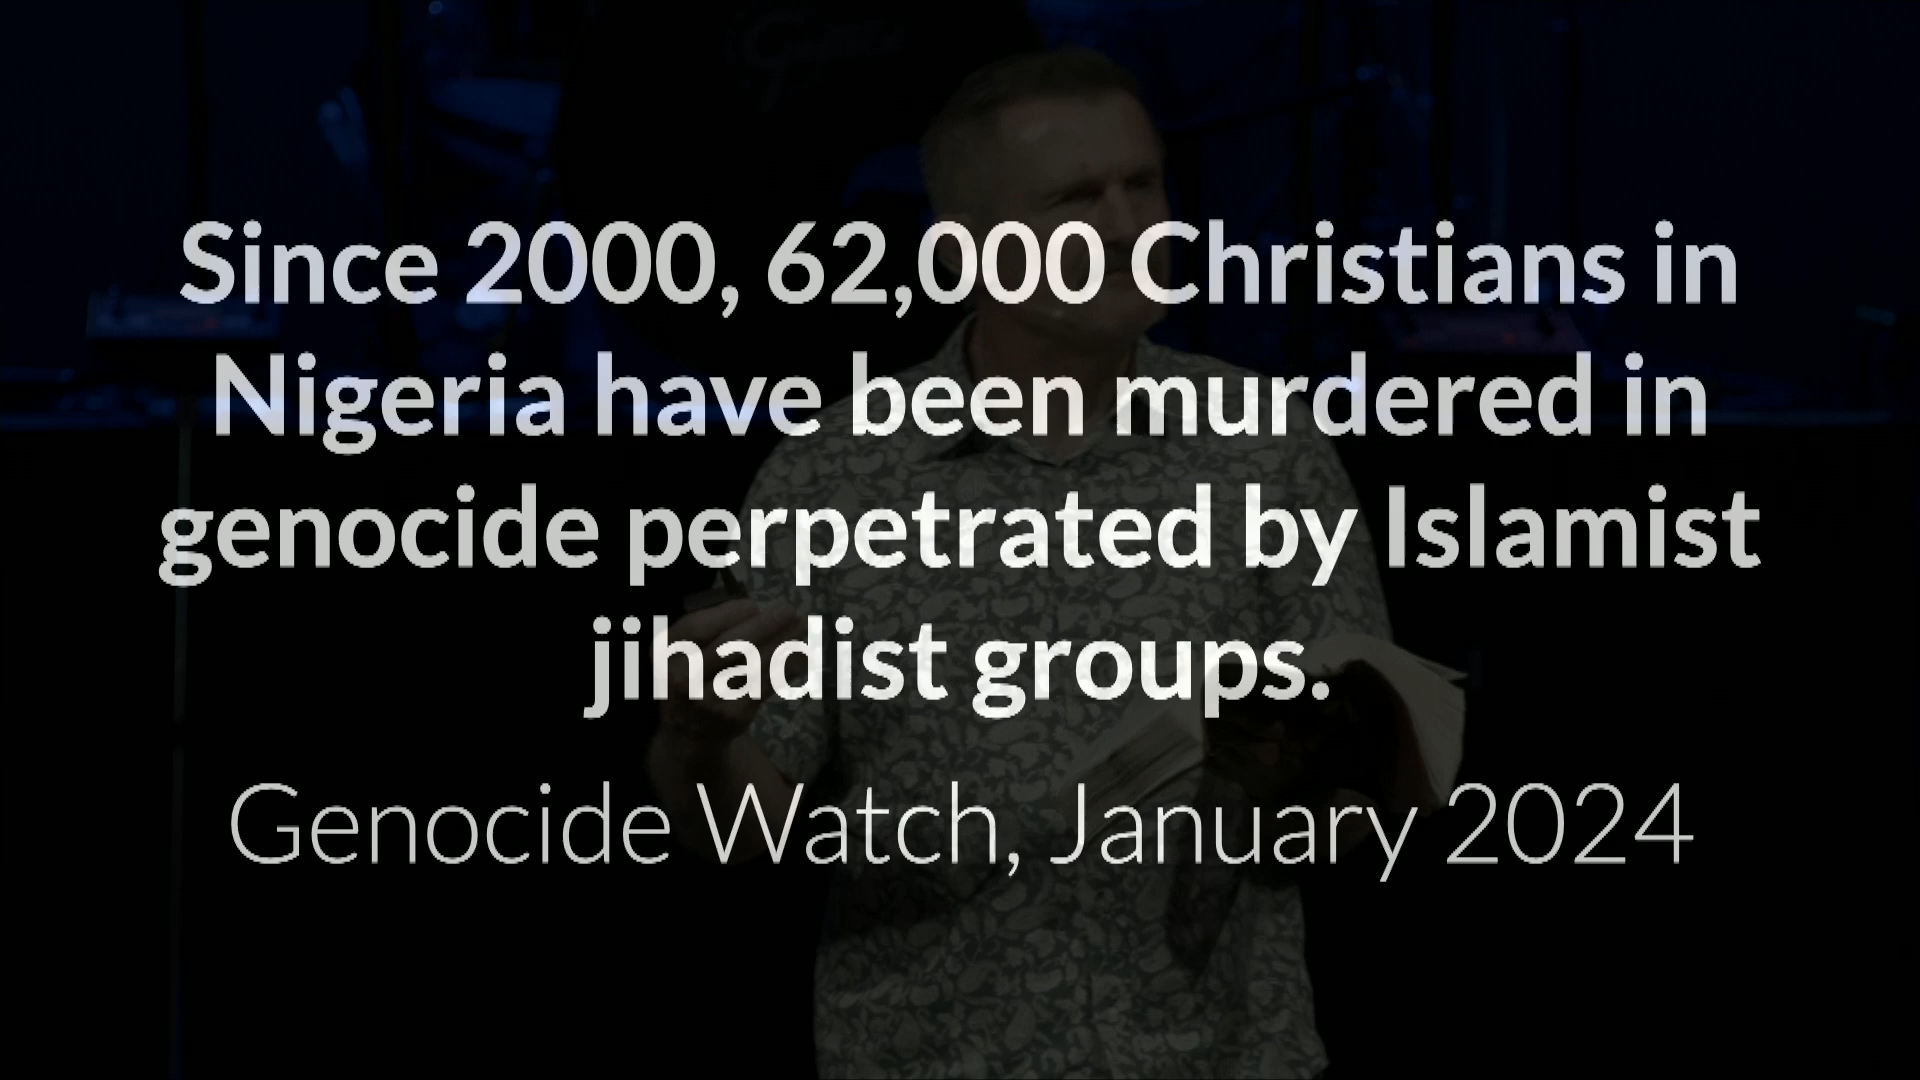 Since 2000, 62,000 Christians in
Nigeria have been murdered in
genocide perpetrated by Islamist
jihadist groups.
Genocide Watch, January 2024